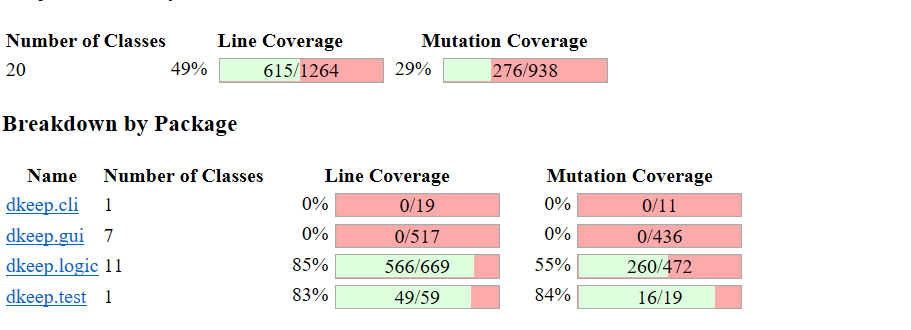 Number of Classes Line Coverage Mutation Coverage
20 49% 615/1264 29% 276/938
Breakdown by Package
Name Number of Classes Line Coverage Mutation Coverage
dkeep.cli 1 0% 0/19 0% 0/11
dkeep.gui 7 0% 0/517 0% 0/436
dkeep.logic 11 85% 566/669 55% 260/472
dkeep.test 1 83% 49/59 84% 16/19